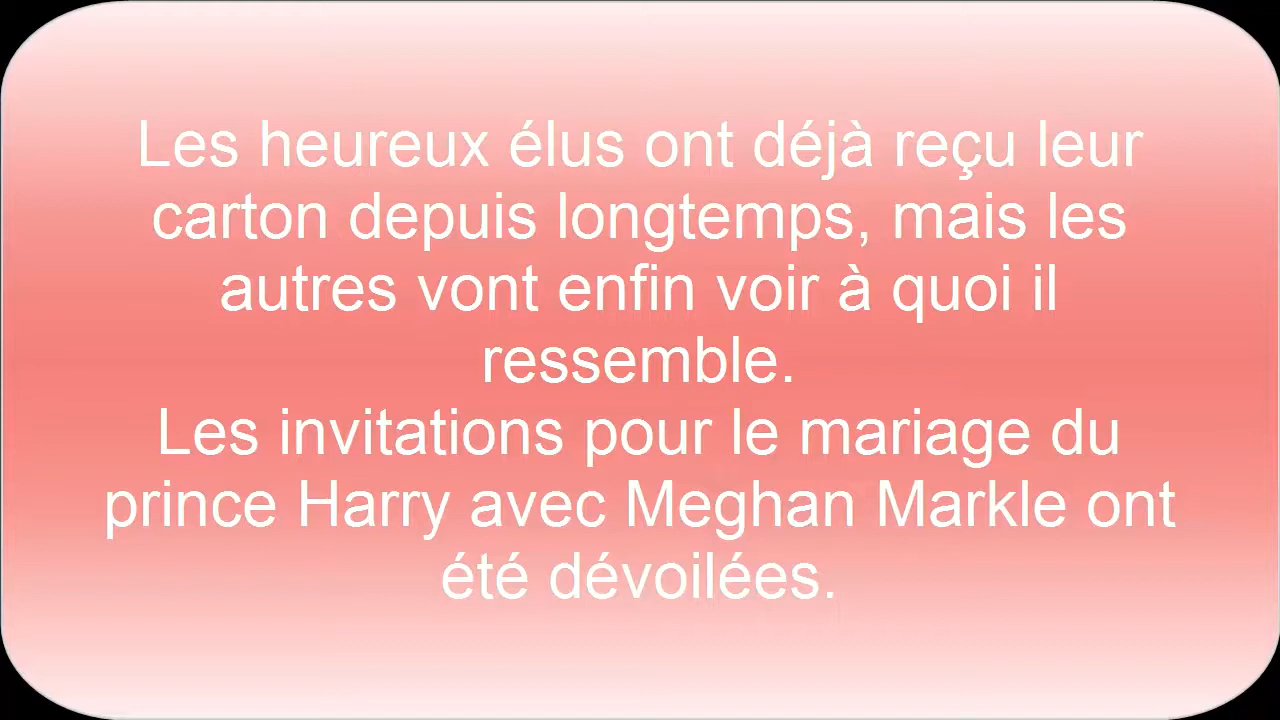 Les heureux élus ont déjà reçu leur
carton depuis longtemps, mais les
autres vont enfin voir à quoi il
ressemble.
Les invitations pour le mariage du
prince Harry avec Meghan Markle ont
été dévoilées.